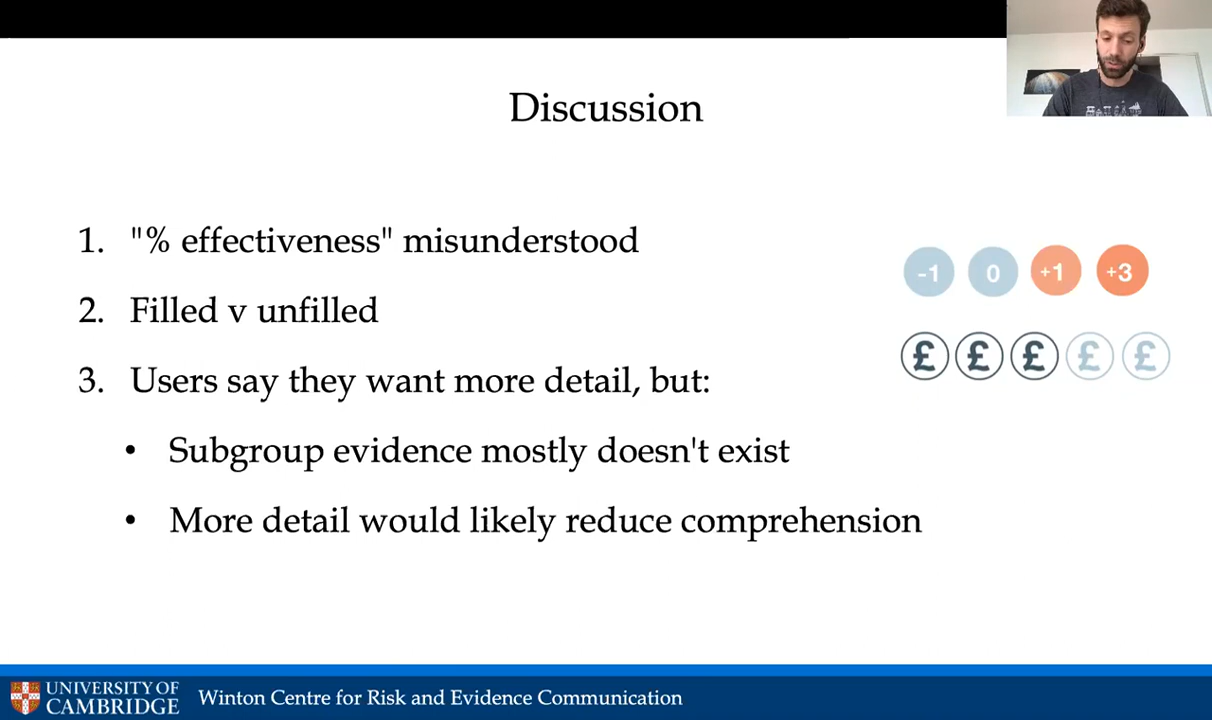 Discussion
1. "% effectiveness" misunderstood
2. Filled v unfilled
3. Users say they want more detail, but:
• Subgroup evidence mostly doesn't exist
• More detail would likely reduce comprehension
-1 0 +1 +3
£ £ £ £ £
UNIVERSITY OF
CAMBRIDGE
Winton Centre for Risk and Evidence Communication